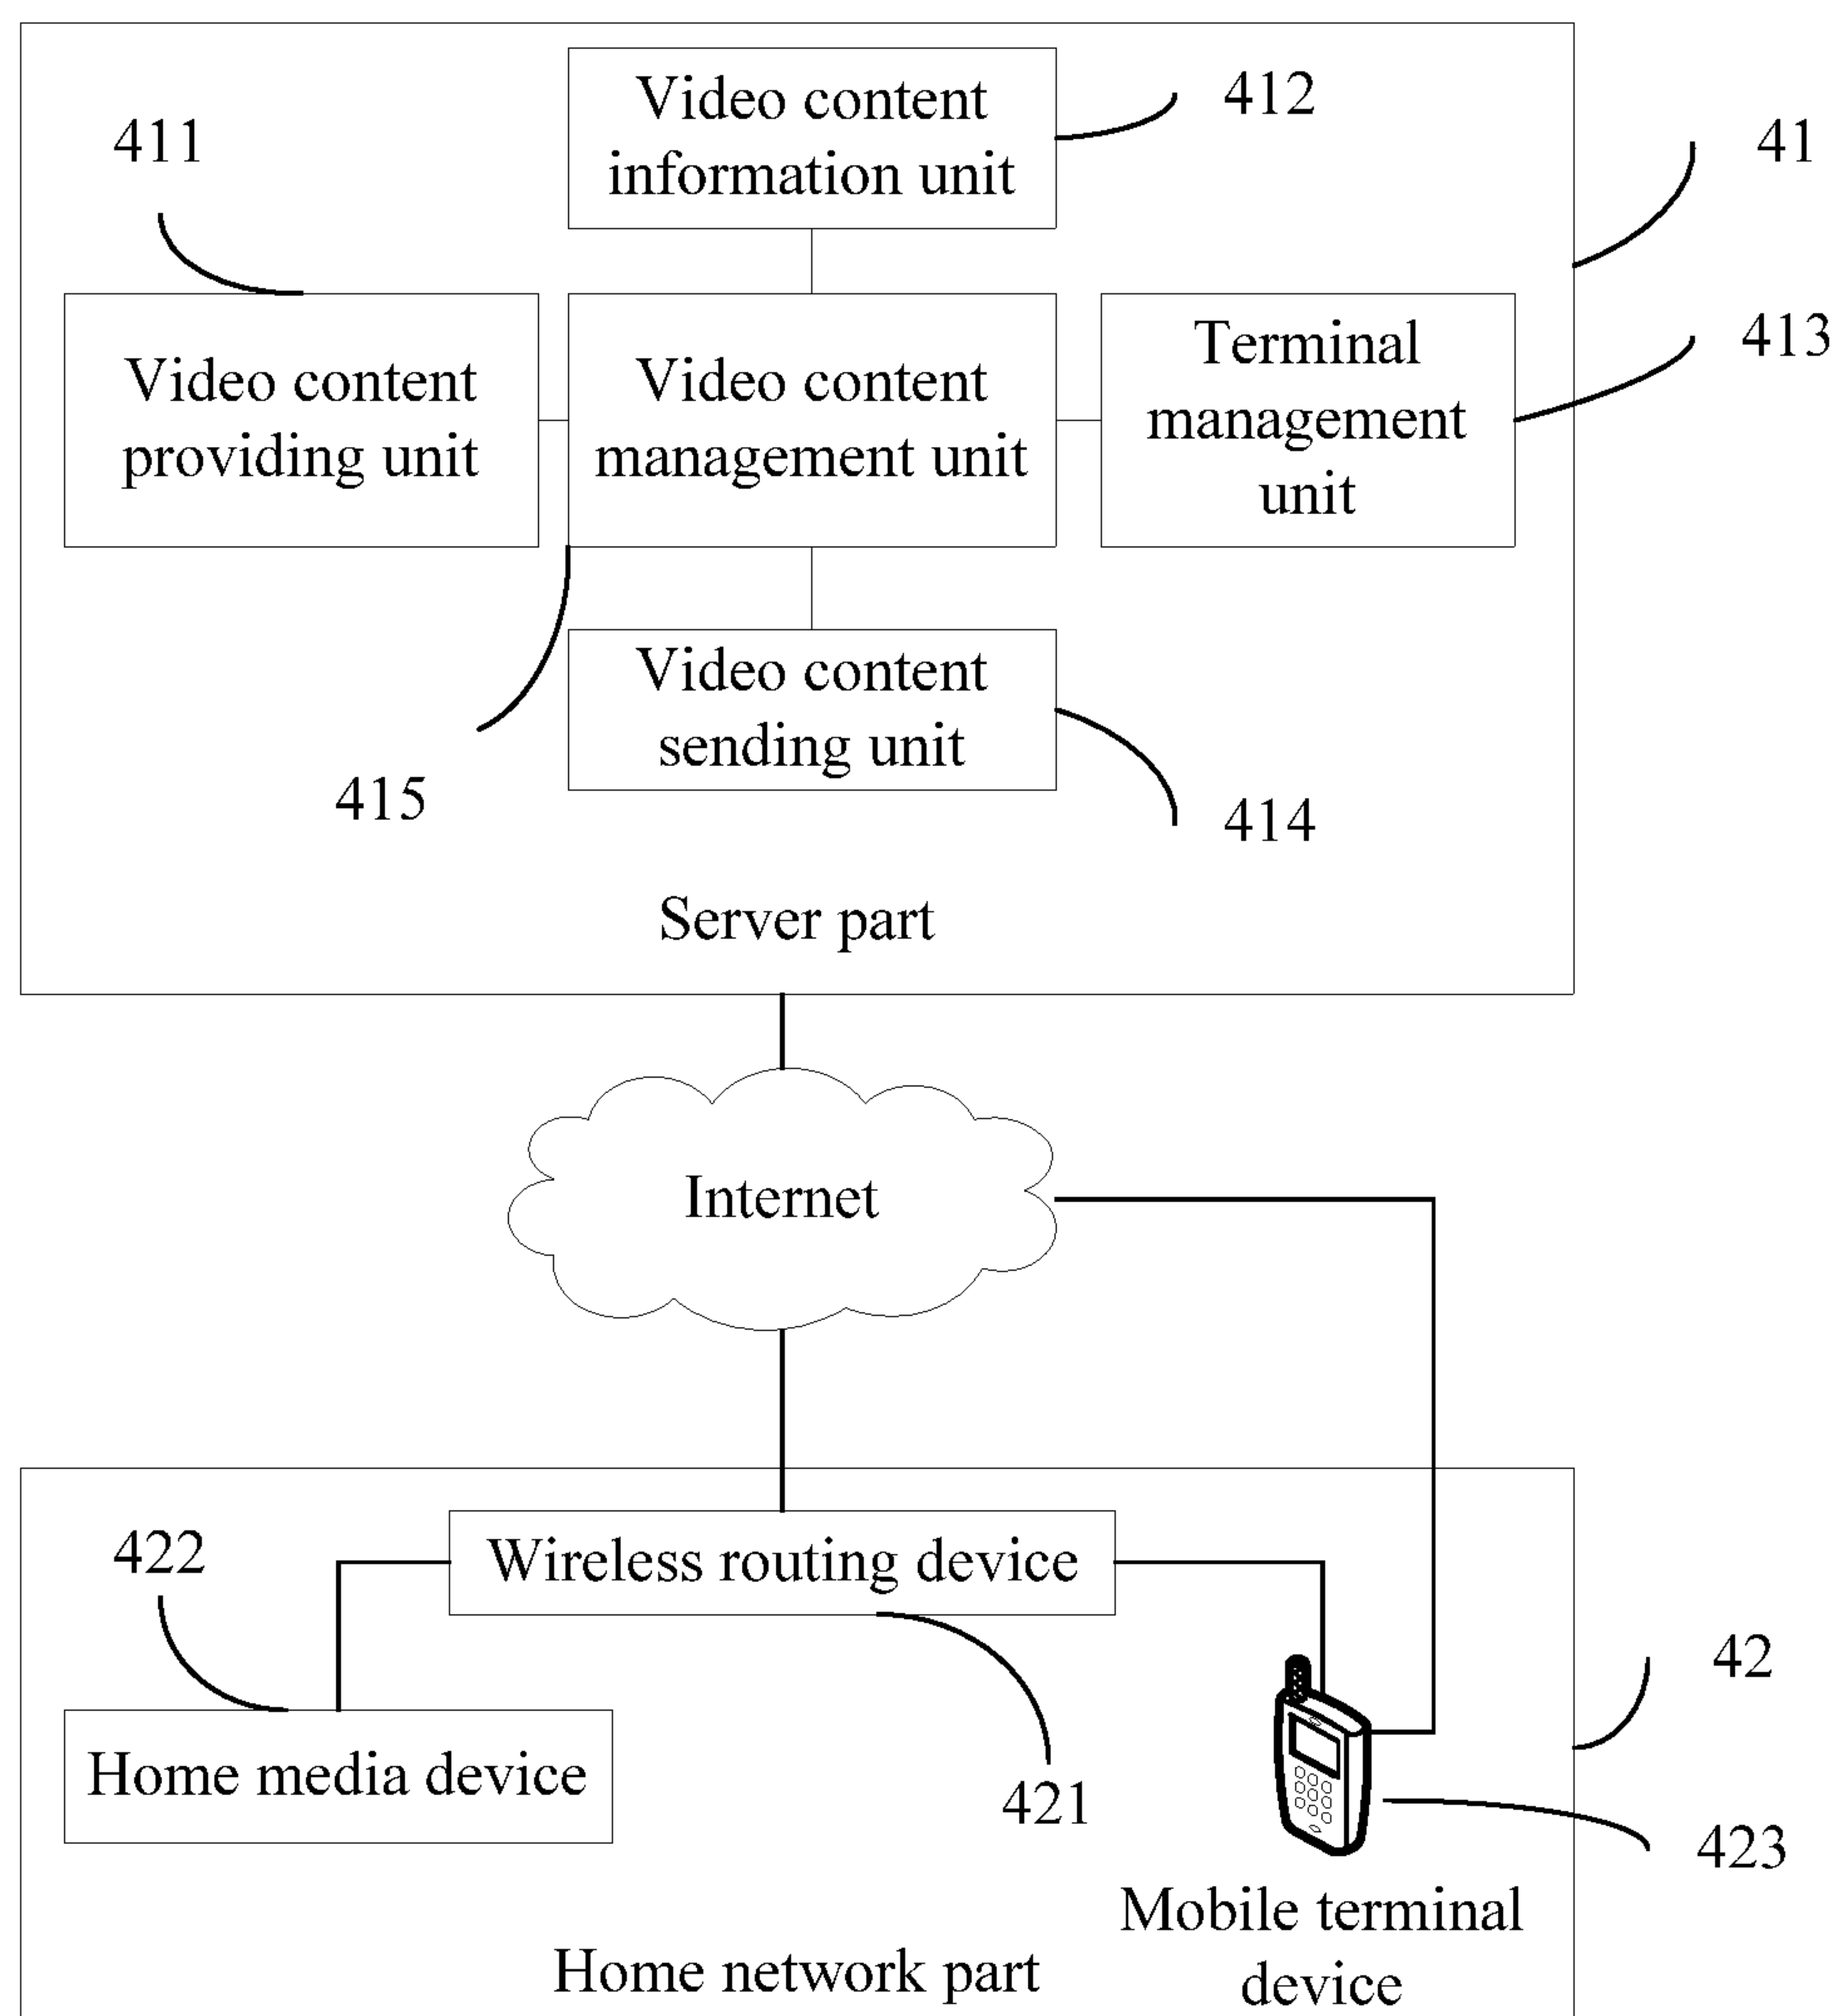 Video content
information unit
412
411
41
Video content
providing unit
Video content
management unit
Terminal
management
unit
413
Video content
sending unit
415
414
Server part
Internet
422
Wireless routing device
42
Home media device
421
423
Mobile terminal
device
Home network part